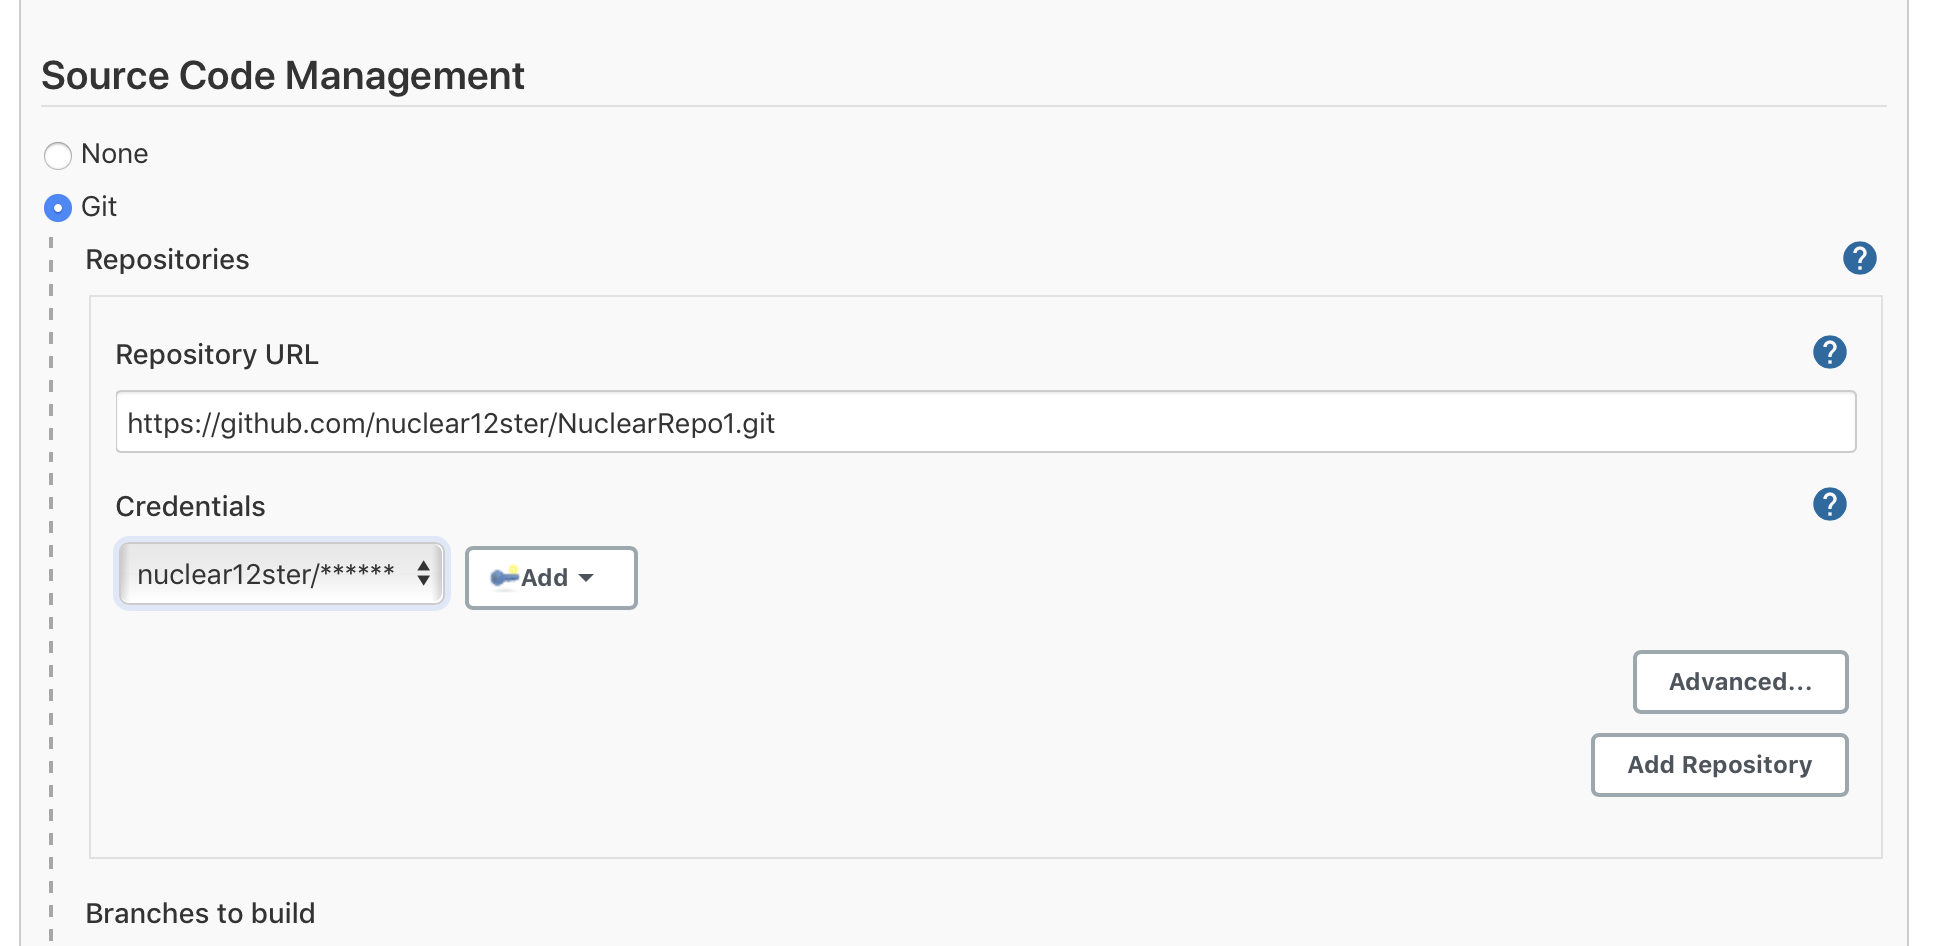 Source Code Management
None
Git
Repositories
?
Repository URL
?
https://github.com/nuclear12ster/NuclearRepo1.git
Credentials
?
nuclear12ster/******
Add
Advanced...
Add Repository
Branches to build